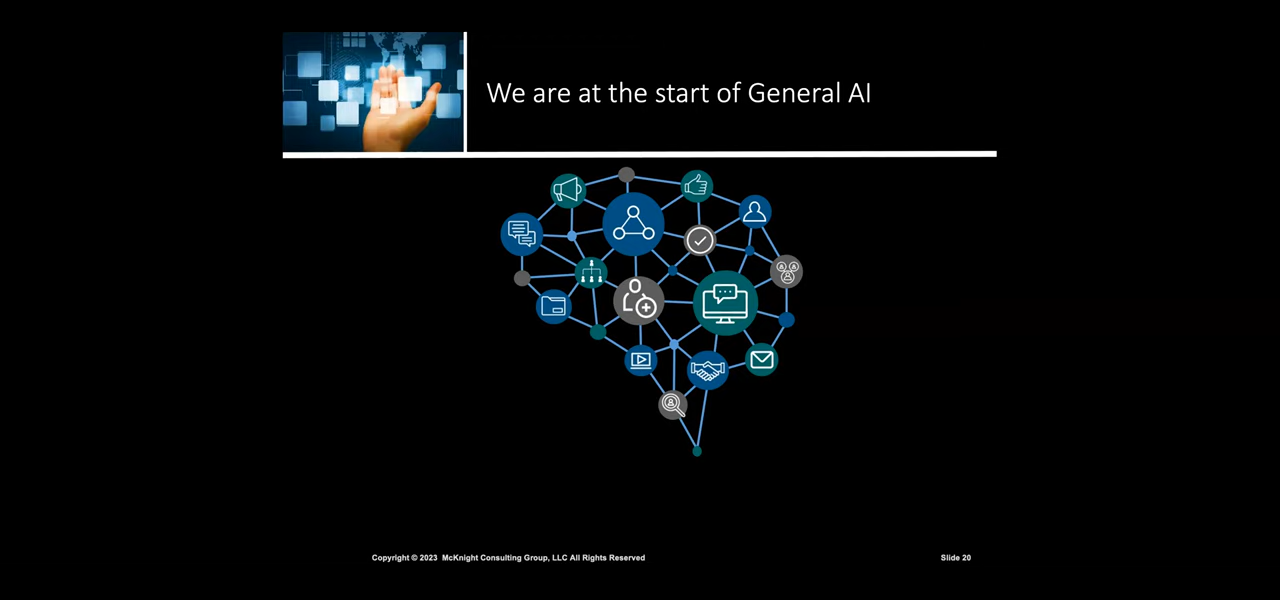 We are at the start of General AI
Copyright © 2023 McKnight Consulting Group, LLC All Rights Reserved
Slide 20